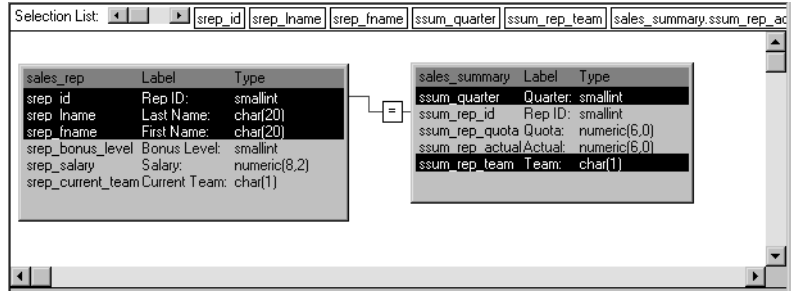 Selection List: srep_id srep_lname srep_fname ssum_quarter ssum_rep_team sales_summary.ssum_rep_ac
sales_rep Label Type
srep_id Rep ID: smallint
srep_lname Last Name: char(20)
srep_fname First Name: char(20)
srep_bonus_level Bonus Level: smallint
srep_salary Salary: numeric(8,2)
srep_current_team Current Team: char(1)
=
sales_summary Label Type
ssum_quarter Quarter: smallint
ssum_rep_id Rep ID: smallint
ssum_rep_quota Quota: numeric(6,0)
ssum_rep_actual Actual: numeric(6,0)
ssum_rep_team Team: char(1)